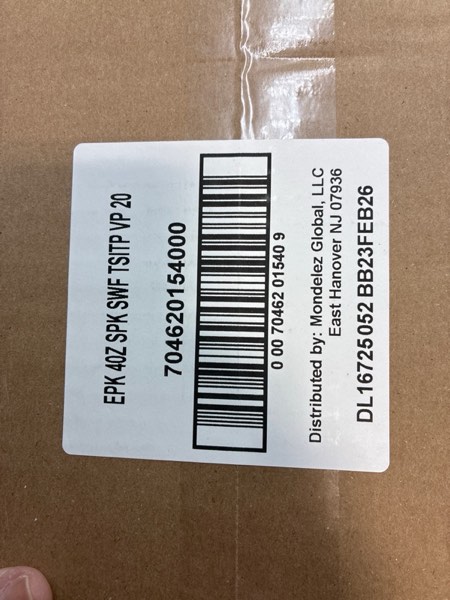 EPK 40Z SPK SWF TSITP VP 20
704620154000
0 00 70462 01540 9
Distributed by: Mondelez Global, LLC
East Hanover NJ 07936
DL16725052 BB23FEB26